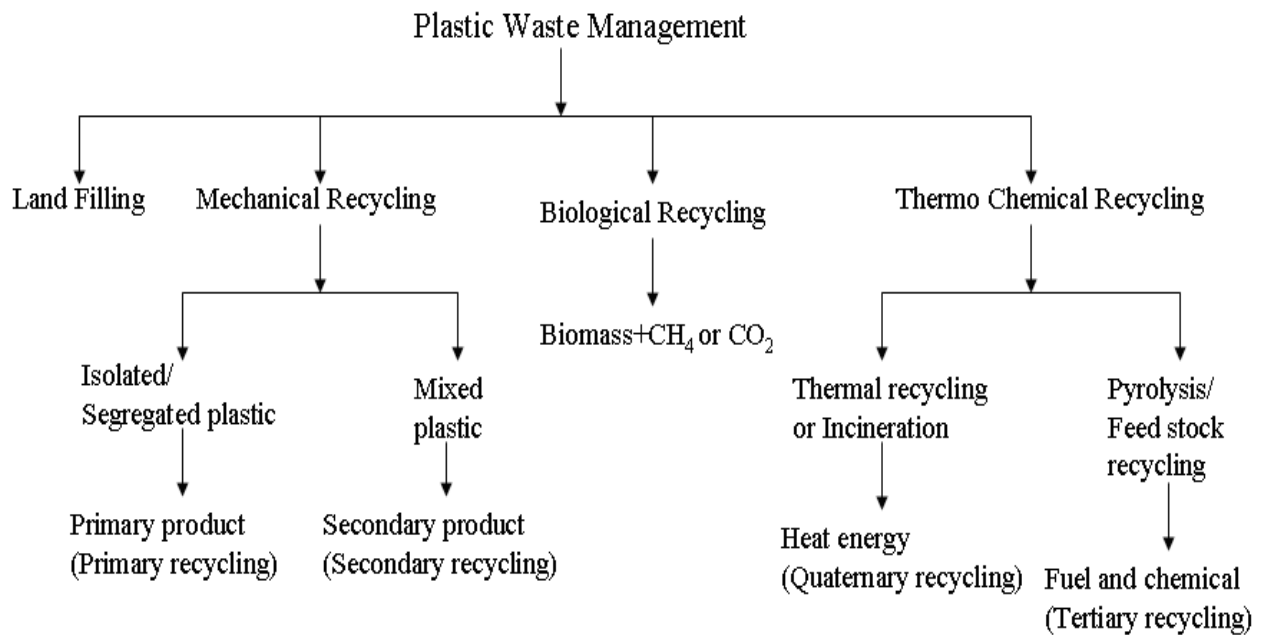 Plastic Waste Management
Land Filling
Mechanical Recycling
Biological Recycling
Thermo Chemical Recycling
Biomass+CH₄ or CO₂
Isolated/
Segregated plastic
Mixed
plastic
Thermal recycling
or Incineration
Pyrolysis/
Feed stock
recycling
Primary product
(Primary recycling)
Secondary product
(Secondary recycling)
Heat energy
(Quaternary recycling)
Fuel and chemical
(Tertiary recycling)